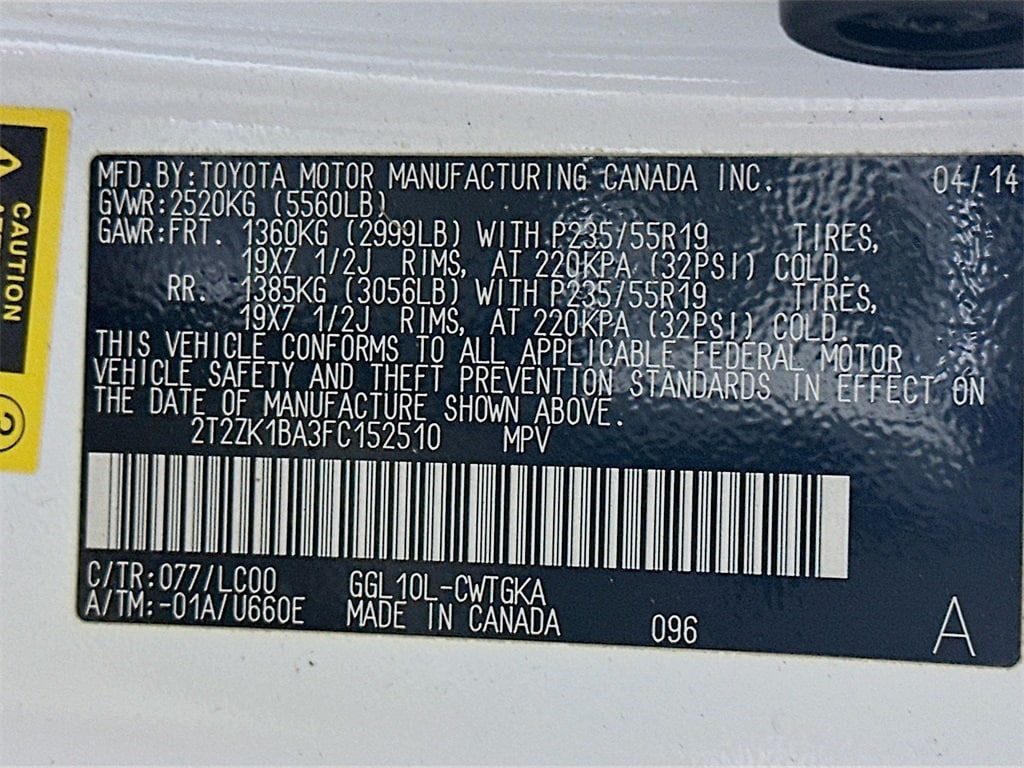 MFD.BY:TOYOTA MOTOR MANUFACTURING CANADA INC. 04/14
GVWR:2520KG (5560LB)
GAWR:FRT. 1360KG (2999LB) WITH P235/55R19 TIRES,
19X7 1/2J RIMS, AT 220KPA (32PSI) COLD.
RR. 1385KG (3056LB) WITH P235/55R19 TIRES,
19X7 1/2J RIMS, AT 220KPA (32PSI) COLD.
THIS VEHICLE CONFORMS TO ALL APPLICABLE FEDERAL MOTOR
VEHICLE SAFETY AND THEFT PREVENTION STANDARDS IN EFFECT ON
THE DATE OF MANUFACTURE SHOWN ABOVE.
2T2ZK1BA3FC152510 MPV
C/TR:077/LC00 GGL10L-CWTGKA
A/TM:-01A/U660E MADE IN CANADA 096 A
CAUTION
2